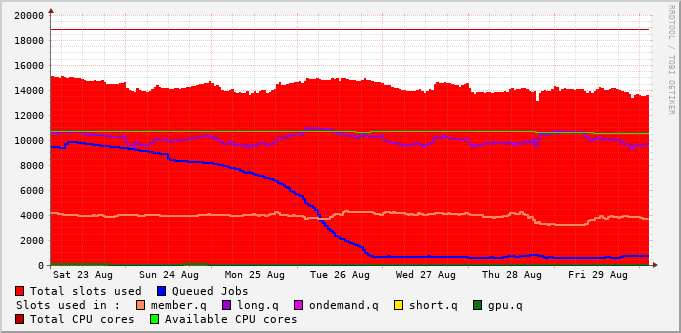 RRDTOOL / TOBI OETIKER
20000
18000
16000
14000
12000
10000
8000
6000
4000
2000
0
Sat 23 Aug Sun 24 Aug Mon 25 Aug Tue 26 Aug Wed 27 Aug Thu 28 Aug Fri 29 Aug
Total slots used Queued Jobs
Slots used in : member.q long.q ondemand.q short.q gpu.q
Total CPU cores Available CPU cores